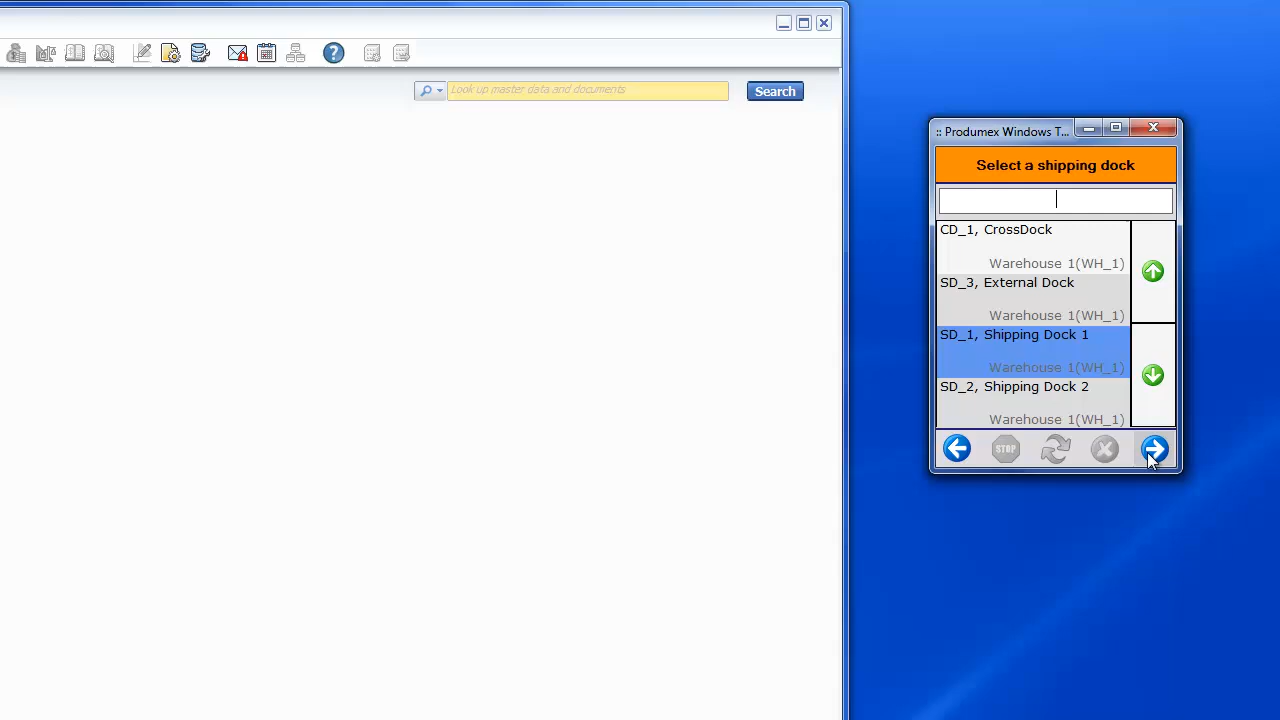 Look up master data and documents
Search
:: Produmex Windows T...
Select a shipping dock
CD_1, CrossDock
Warehouse 1(WH_1)
SD_3, External Dock
Warehouse 1(WH_1)
SD_1, Shipping Dock 1
Warehouse 1(WH_1)
SD_2, Shipping Dock 2
Warehouse 1(WH_1)
STOP